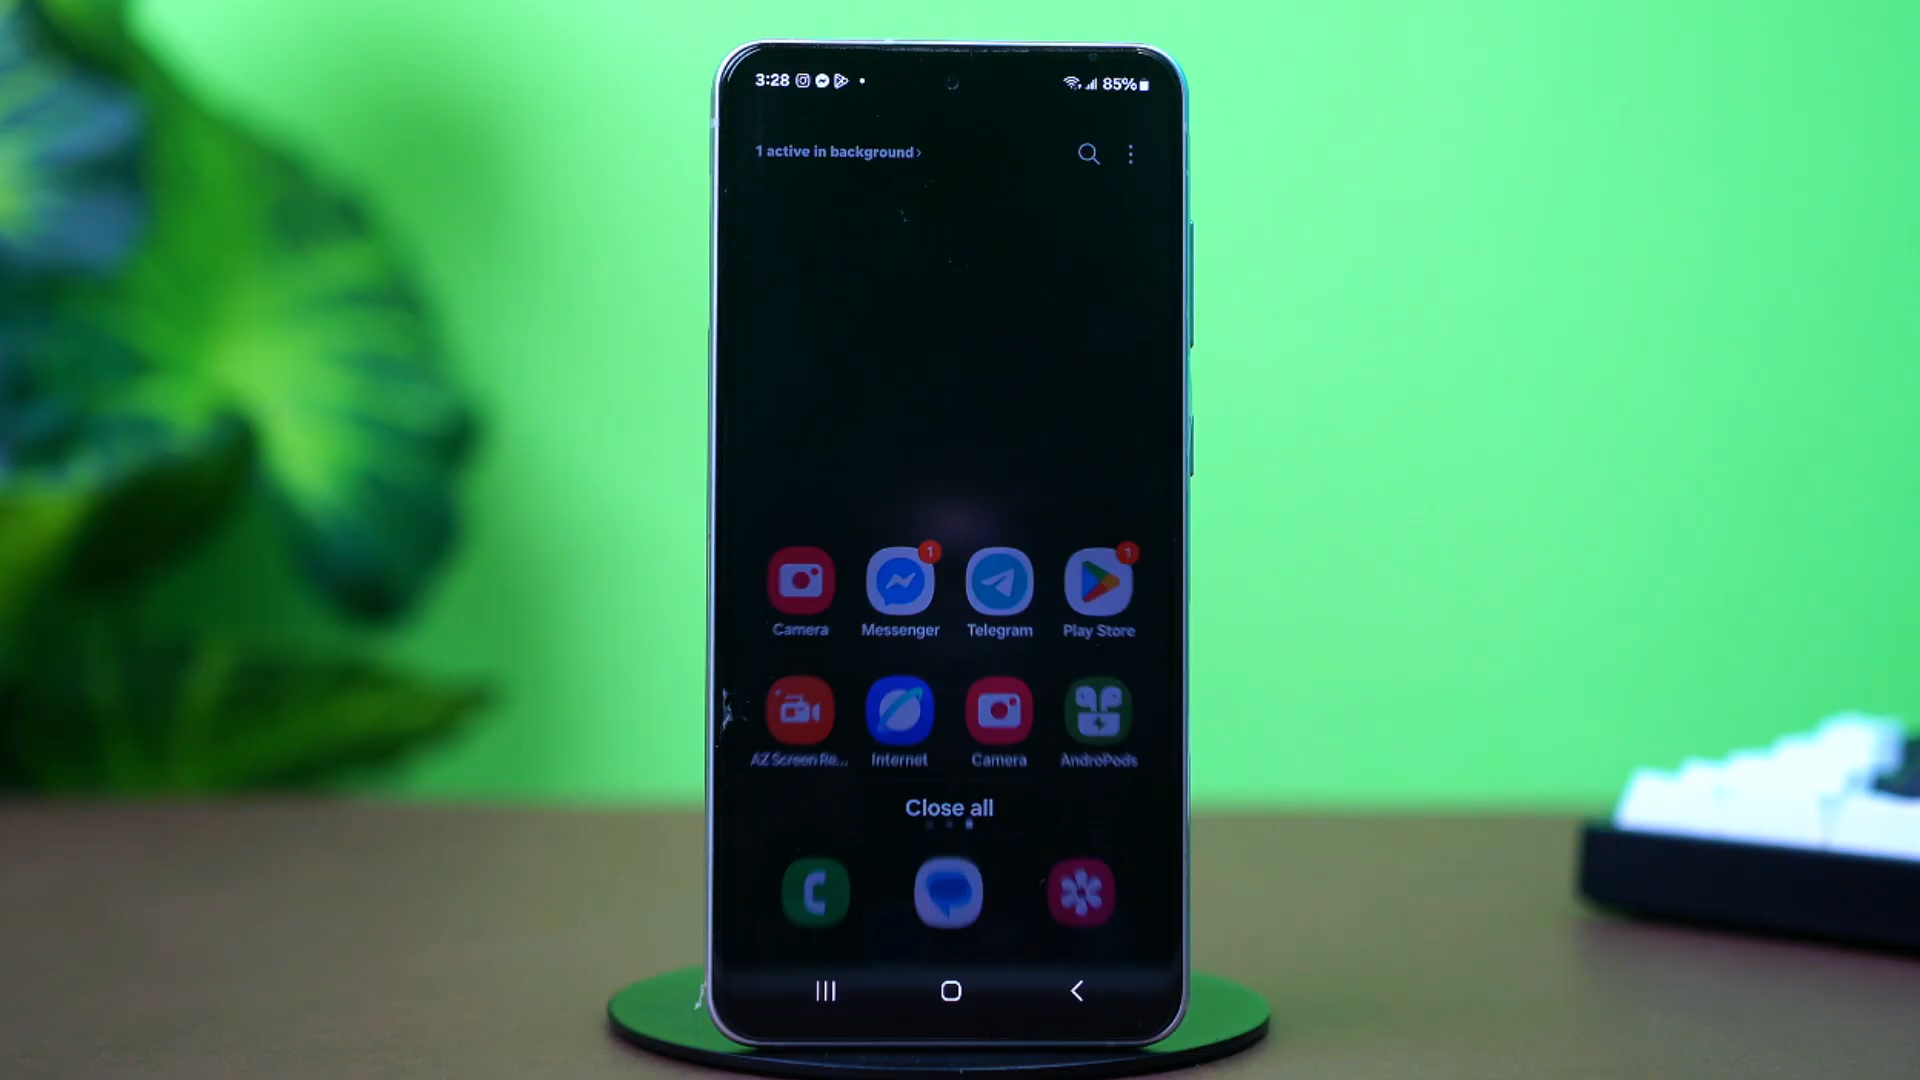 3:28
85%
1 active in background ›
1
1
Camera
Messenger
Telegram
Play Store
AZ Screen Re...
Internet
Camera
AndroPods
Close all